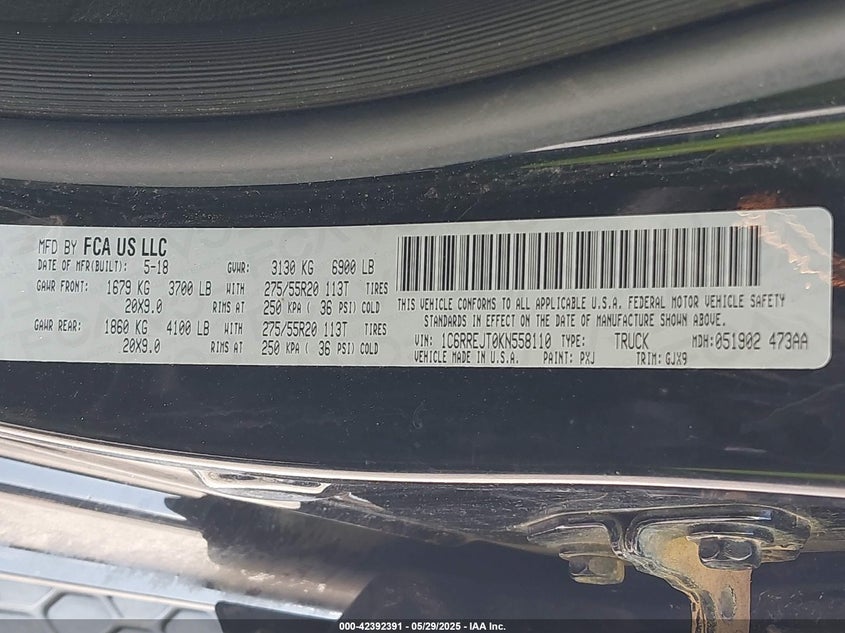 MFD BY FCA US LLC
DATE OF MFR(BUILT): 5-18 GVWR: 3130 KG 6900 LB
GAWR FRONT: 1679 KG 3700 LB WITH 275/55R20 113T TIRES
20X9.0 RIMS AT 250 KPA ( 36 PSI) COLD
GAWR REAR: 1860 KG 4100 LB WITH 275/55R20 113T TIRES
20X9.0 RIMS AT 250 KPA ( 36 PSI) COLD
THIS VEHICLE CONFORMS TO ALL APPLICABLE U.S.A. FEDERAL MOTOR VEHICLE SAFETY
STANDARDS IN EFFECT ON THE DATE OF MANUFACTURE SHOWN ABOVE.
VIN: 1C6RREJT0KN558110 TYPE: TRUCK MDH: 051902 473AA
VEHICLE MADE IN U.S.A. PAINT: PXJ TRIM: GJX9
000-42392391 - 05/29/2025 - IAA Inc.